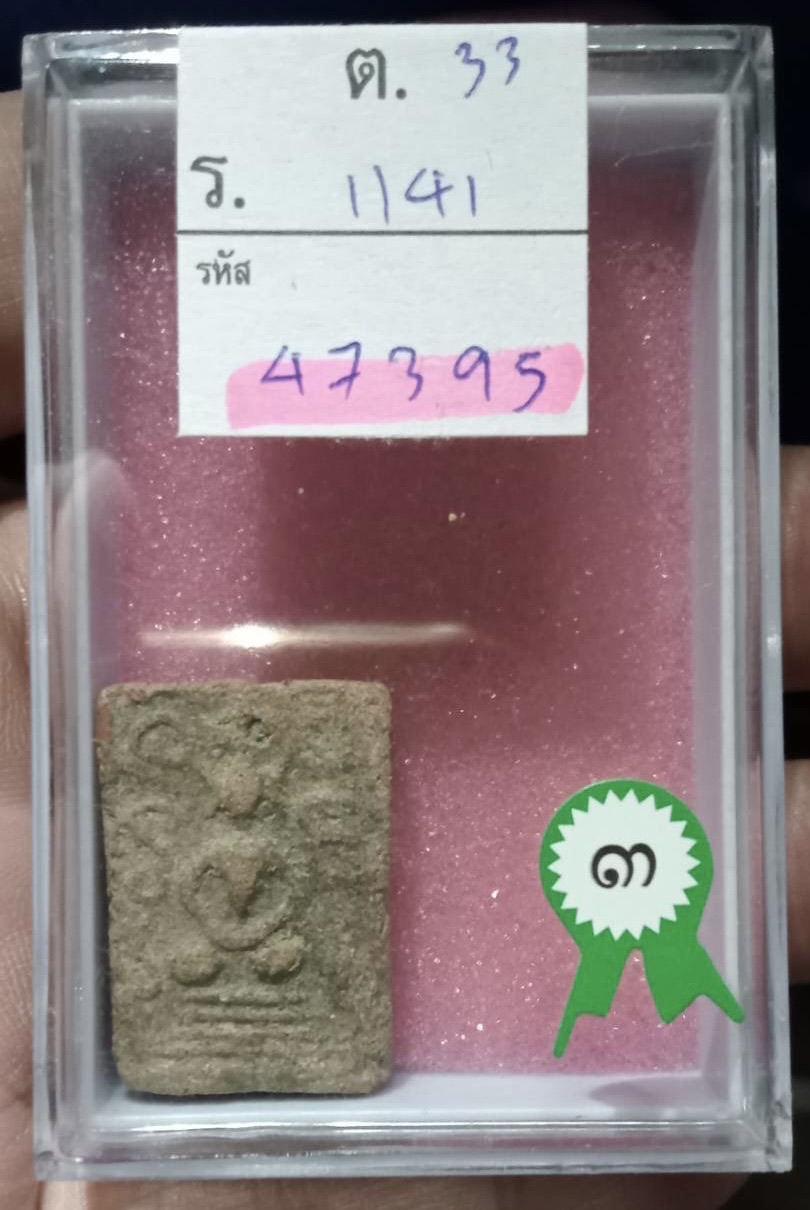 ต. 33
ร. 1141
รหัส
47395
๓